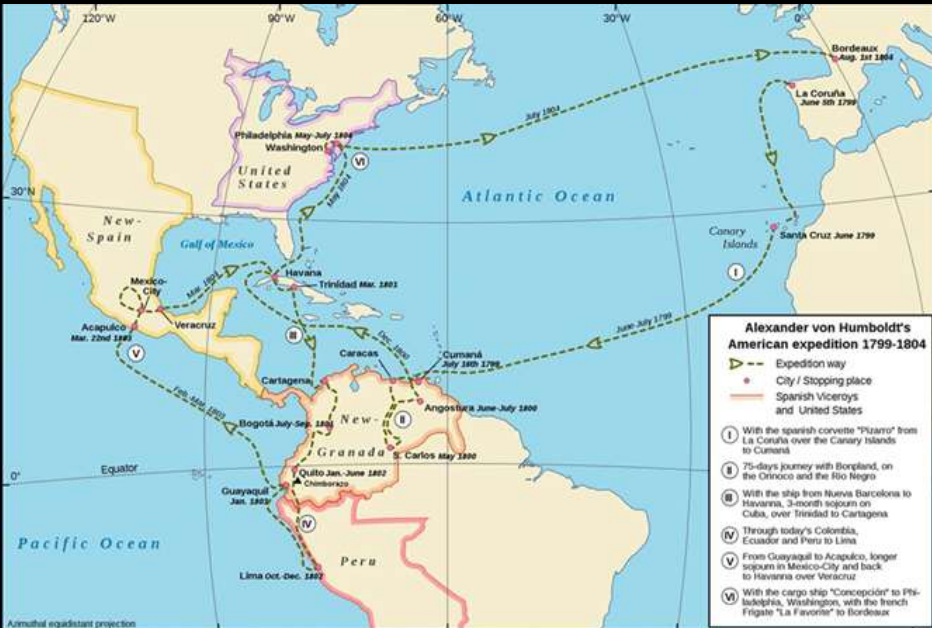 120°W
90°W
60°W
30°W
0°
Bordeaux
Aug. 1st 1804
La Coruña
June 5th 1799
July 1804
Philadelphia May-July 1804
Washington
VI
United
States
May 1804
30°N
Atlantic Ocean
New-
Spain
Gulf of Mexico
Canary
Islands
Santa Cruz June 1799
I
Mexico-
City
Mar. 1804
Havana
Trinidad Mar. 1801
Veracruz
Acapulco
Mar. 22nd 1803
V
III
Dec. 1800
June-July 1799
Caracas
Cumaná
July 16th 1799
Cartagena
Angostura June-July 1800
New-
II
Feb.-Mar. 1803
Bogotá July-Sep. 1801
Granada
S. Carlos May 1800
Equator
0°
Quito Jan.-June 1802
Chimborazo
Guayaquil
Jan. 1803
IV
Pacific Ocean
Peru
Lima Oct.-Dec. 1802
Azimuthal equidistant projection
Alexander von Humboldt's
American expedition 1799-1804
Expedition way
City / Stopping place
Spanish Viceroys
and United States
I With the spanish corvette "Pizarro" from
La Coruña over the Canary Islands
to Cumaná
II 75-days journey with Bonpland, on
the Orinoco and the Rio Negro
III With the ship from Nueva Barcelona to
Havanna, 3-month sojourn on
Cuba, over Trinidad to Cartagena
IV Through today's Colombia,
Ecuador and Peru to Lima
V From Guayaquil to Acapulco, longer
sojourn in Mexico-City and back
to Havanna over Veracruz
VI With the cargo ship "Concepción" to Phi-
ladelphia, Washington, with the french
Frigate "La Favorite" to Bordeaux